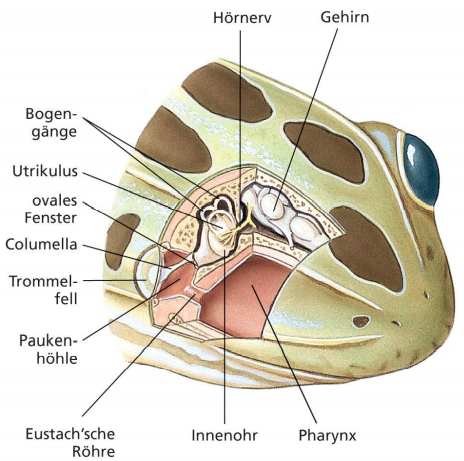 Hörnerv
Gehirn
Bogen-
gänge
Utrikulus
ovales
Fenster
Columella
Trommel-
fell
Pauken-
höhle
Eustach'sche
Röhre
Innenohr
Pharynx